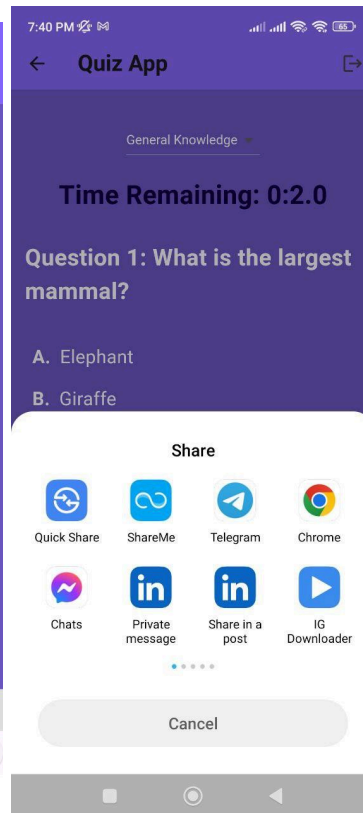 7:40 PM
65
Quiz App
General Knowledge
Time Remaining: 0:2.0
Question 1: What is the largest
mammal?
A. Elephant
B. Giraffe
Share
Quick Share
ShareMe
Telegram
Chrome
Chats
Private
message
Share in a
post
IG
Downloader
Cancel